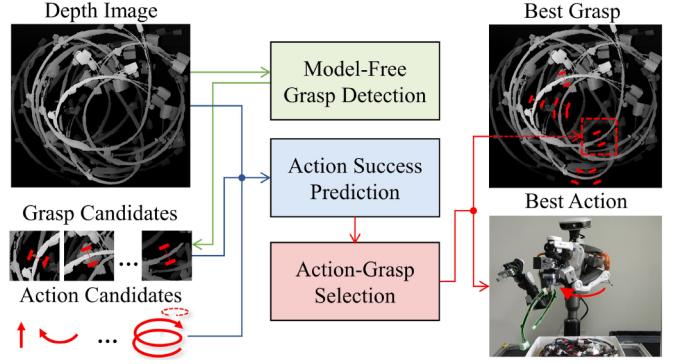 Depth Image
Model-Free
Grasp Detection
Best Grasp
Action Success
Prediction
Grasp Candidates
...
Action-Grasp
Selection
Best Action
Action Candidates
...